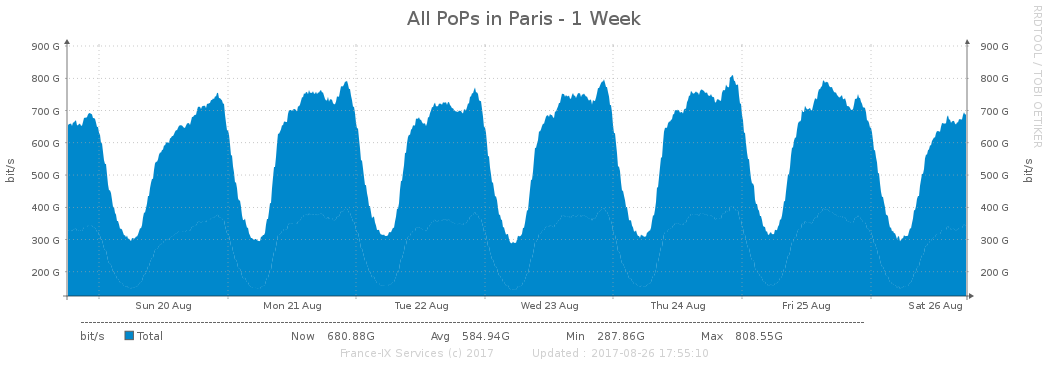 All PoPs in Paris - 1 Week
RRDTOOL / TOBI OETIKER
900 G 900 G
800 G 800 G
700 G 700 G
600 G 600 G
500 G 500 G
400 G 400 G
300 G 300 G
200 G 200 G
bit/s bit/s
Sun 20 Aug Mon 21 Aug Tue 22 Aug Wed 23 Aug Thu 24 Aug Fri 25 Aug Sat 26 Aug
bit/s Total Now 680.88G Avg 584.94G Min 287.86G Max 808.55G
France-IX Services (c) 2017 Updated : 2017-08-26 17:55:10